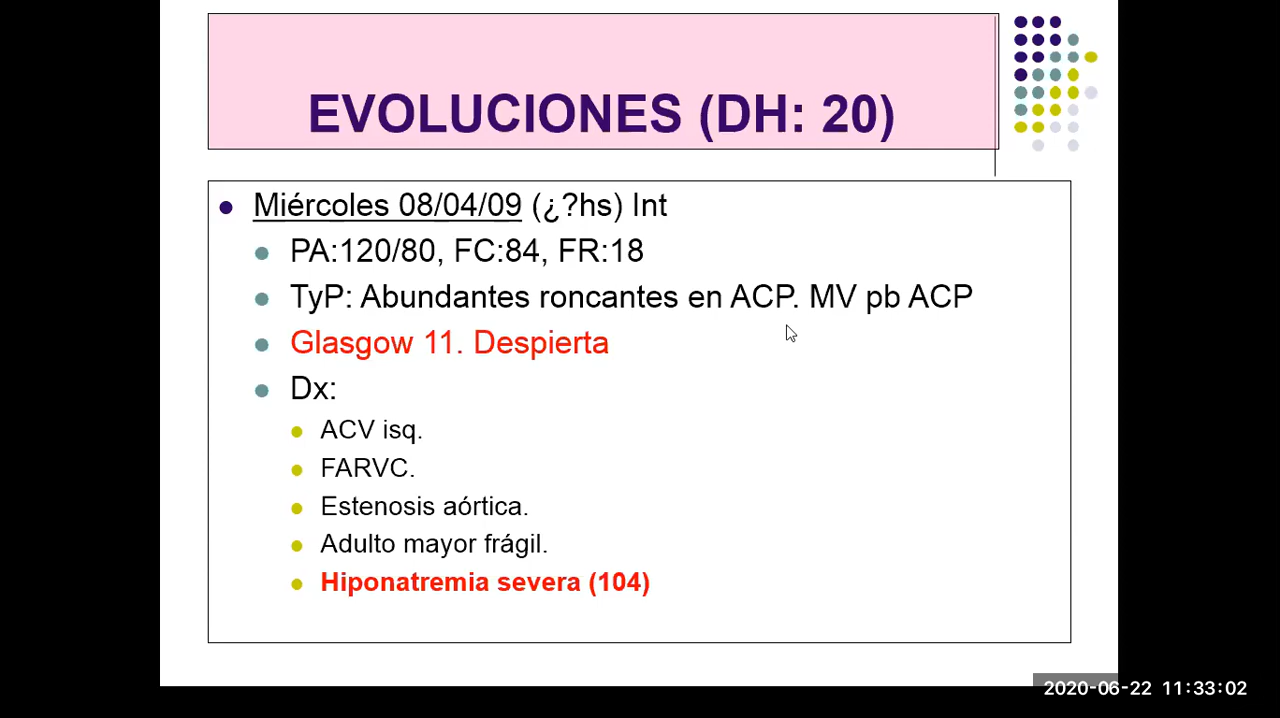 EVOLUCIONES (DH: 20)
Miércoles 08/04/09 (¿?hs) Int
PA:120/80, FC:84, FR:18
TyP: Abundantes roncantes en ACP. MV pb ACP
Glasgow 11. Despierta
Dx:
ACV isq.
FARVC.
Estenosis aórtica.
Adulto mayor frágil.
Hiponatremia severa (104)
2020-06-22 11:33:02